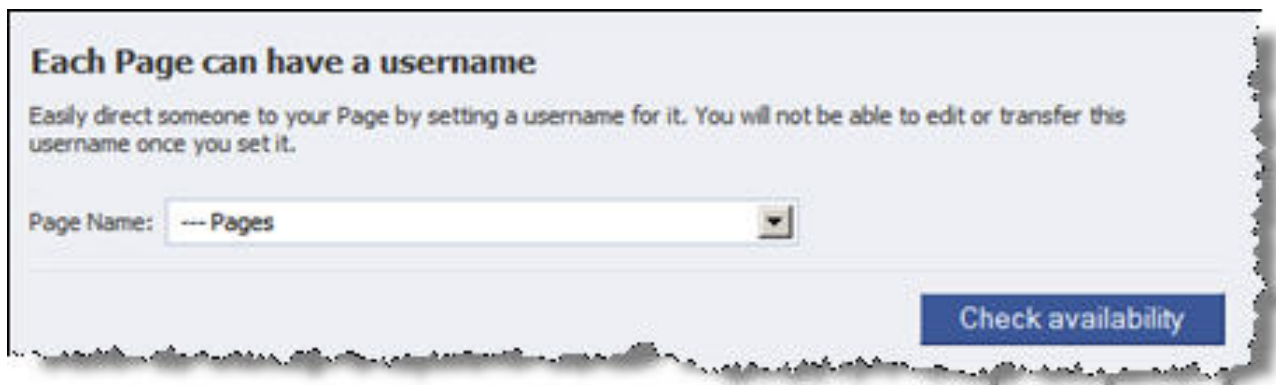 Each Page can have a username
Easily direct someone to your Page by setting a username for it. You will not be able to edit or transfer this
username once you set it.
Page Name: --- Pages
Check availability